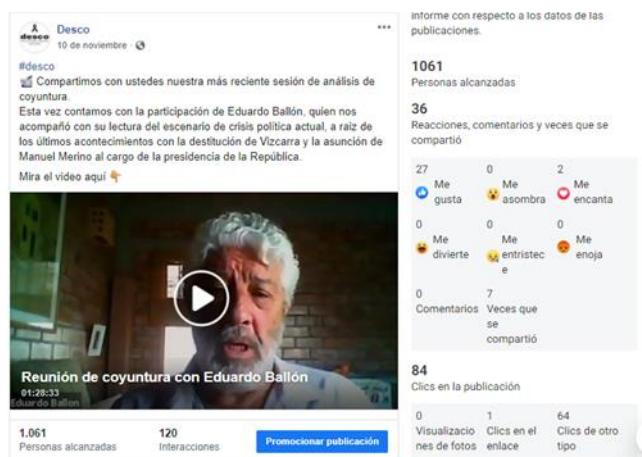 desco
Desco
10 de noviembre
#desco
Compartimos con ustedes nuestra más reciente sesión de análisis de
coyuntura.
Esta vez contamos con la participación de Eduardo Ballón, quien nos
acompañó con su lectura del escenario de crisis política actual, a raiz de
los últimos acontecimientos con la destitución de Vizcarra y la asunción de
Manuel Merino al cargo de la presidencia de la República.
Mira el video aquí
Reunión de coyuntura con Eduardo Ballón
01:28:33
Eduardo Ballon
1.061
Personas alcanzadas
120
Interacciones
Promocionar publicación
informe con respecto a los datos de las
publicaciones.
1061
Personas alcanzadas
36
Reacciones, comentarios y veces que se
compartió
27
Me
gusta
0
Me
asombra
2
Me
encanta
0
Me
divierte
0
Me
entristec
e
0
Me
enoja
0
Comentarios
7
Veces que
se
compartió
84
Clics en la publicación
0
Visualizacio
nes de fotos
1
Clics en el
enlace
64
Clics de otro
tipo